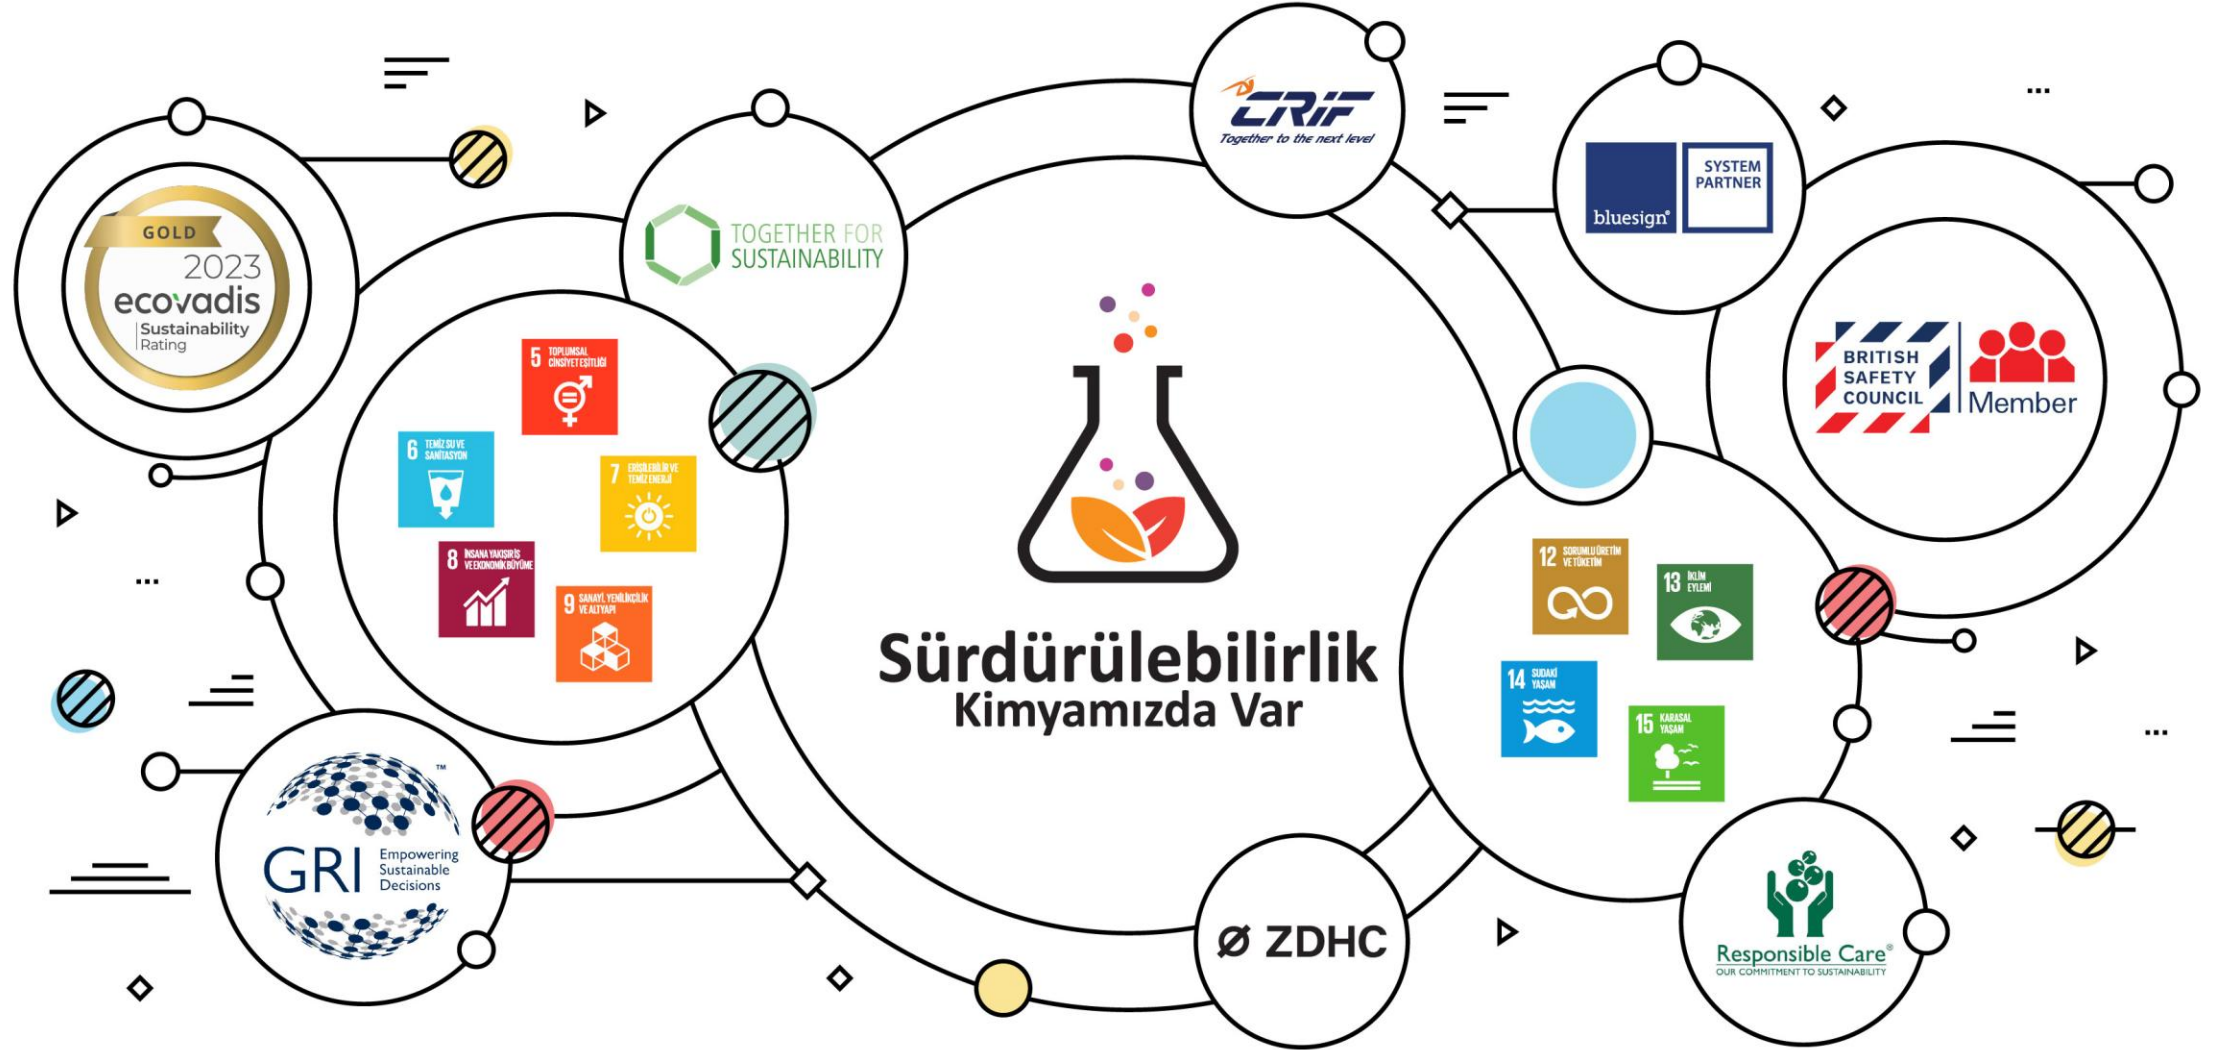 GOLD
2023
ecovadis
Sustainability
Rating
TOGETHER FOR
SUSTAINABILITY
CRIF
Together to the next level
bluesign®
SYSTEM
PARTNER
BRITISH
SAFETY
COUNCIL
Member
5 TOPLUMSAL
CİNSİYET EŞİTLİĞİ
6 TEMİZ SU VE
SANİTASYON
7 ERİŞİLEBİLİR VE
TEMİZ ENERJİ
8 İNSANA YAKIŞIR İŞ
VE EKONOMİK BÜYÜME
9 SANAYİ, YENİLİKÇİLİK
VE ALTYAPI
Sürdürülebilirlik
Kimyamızda Var
12 SORUMLU ÜRETİM
VE TÜKETİM
13 İKLİM
EYLEMİ
14 SUDAKİ
YAŞAM
15 KARASAL
YAŞAM
GRI
Empowering
Sustainable
Decisions
TM
Ø ZDHC
Responsible Care®
OUR COMMITMENT TO SUSTAINABILITY